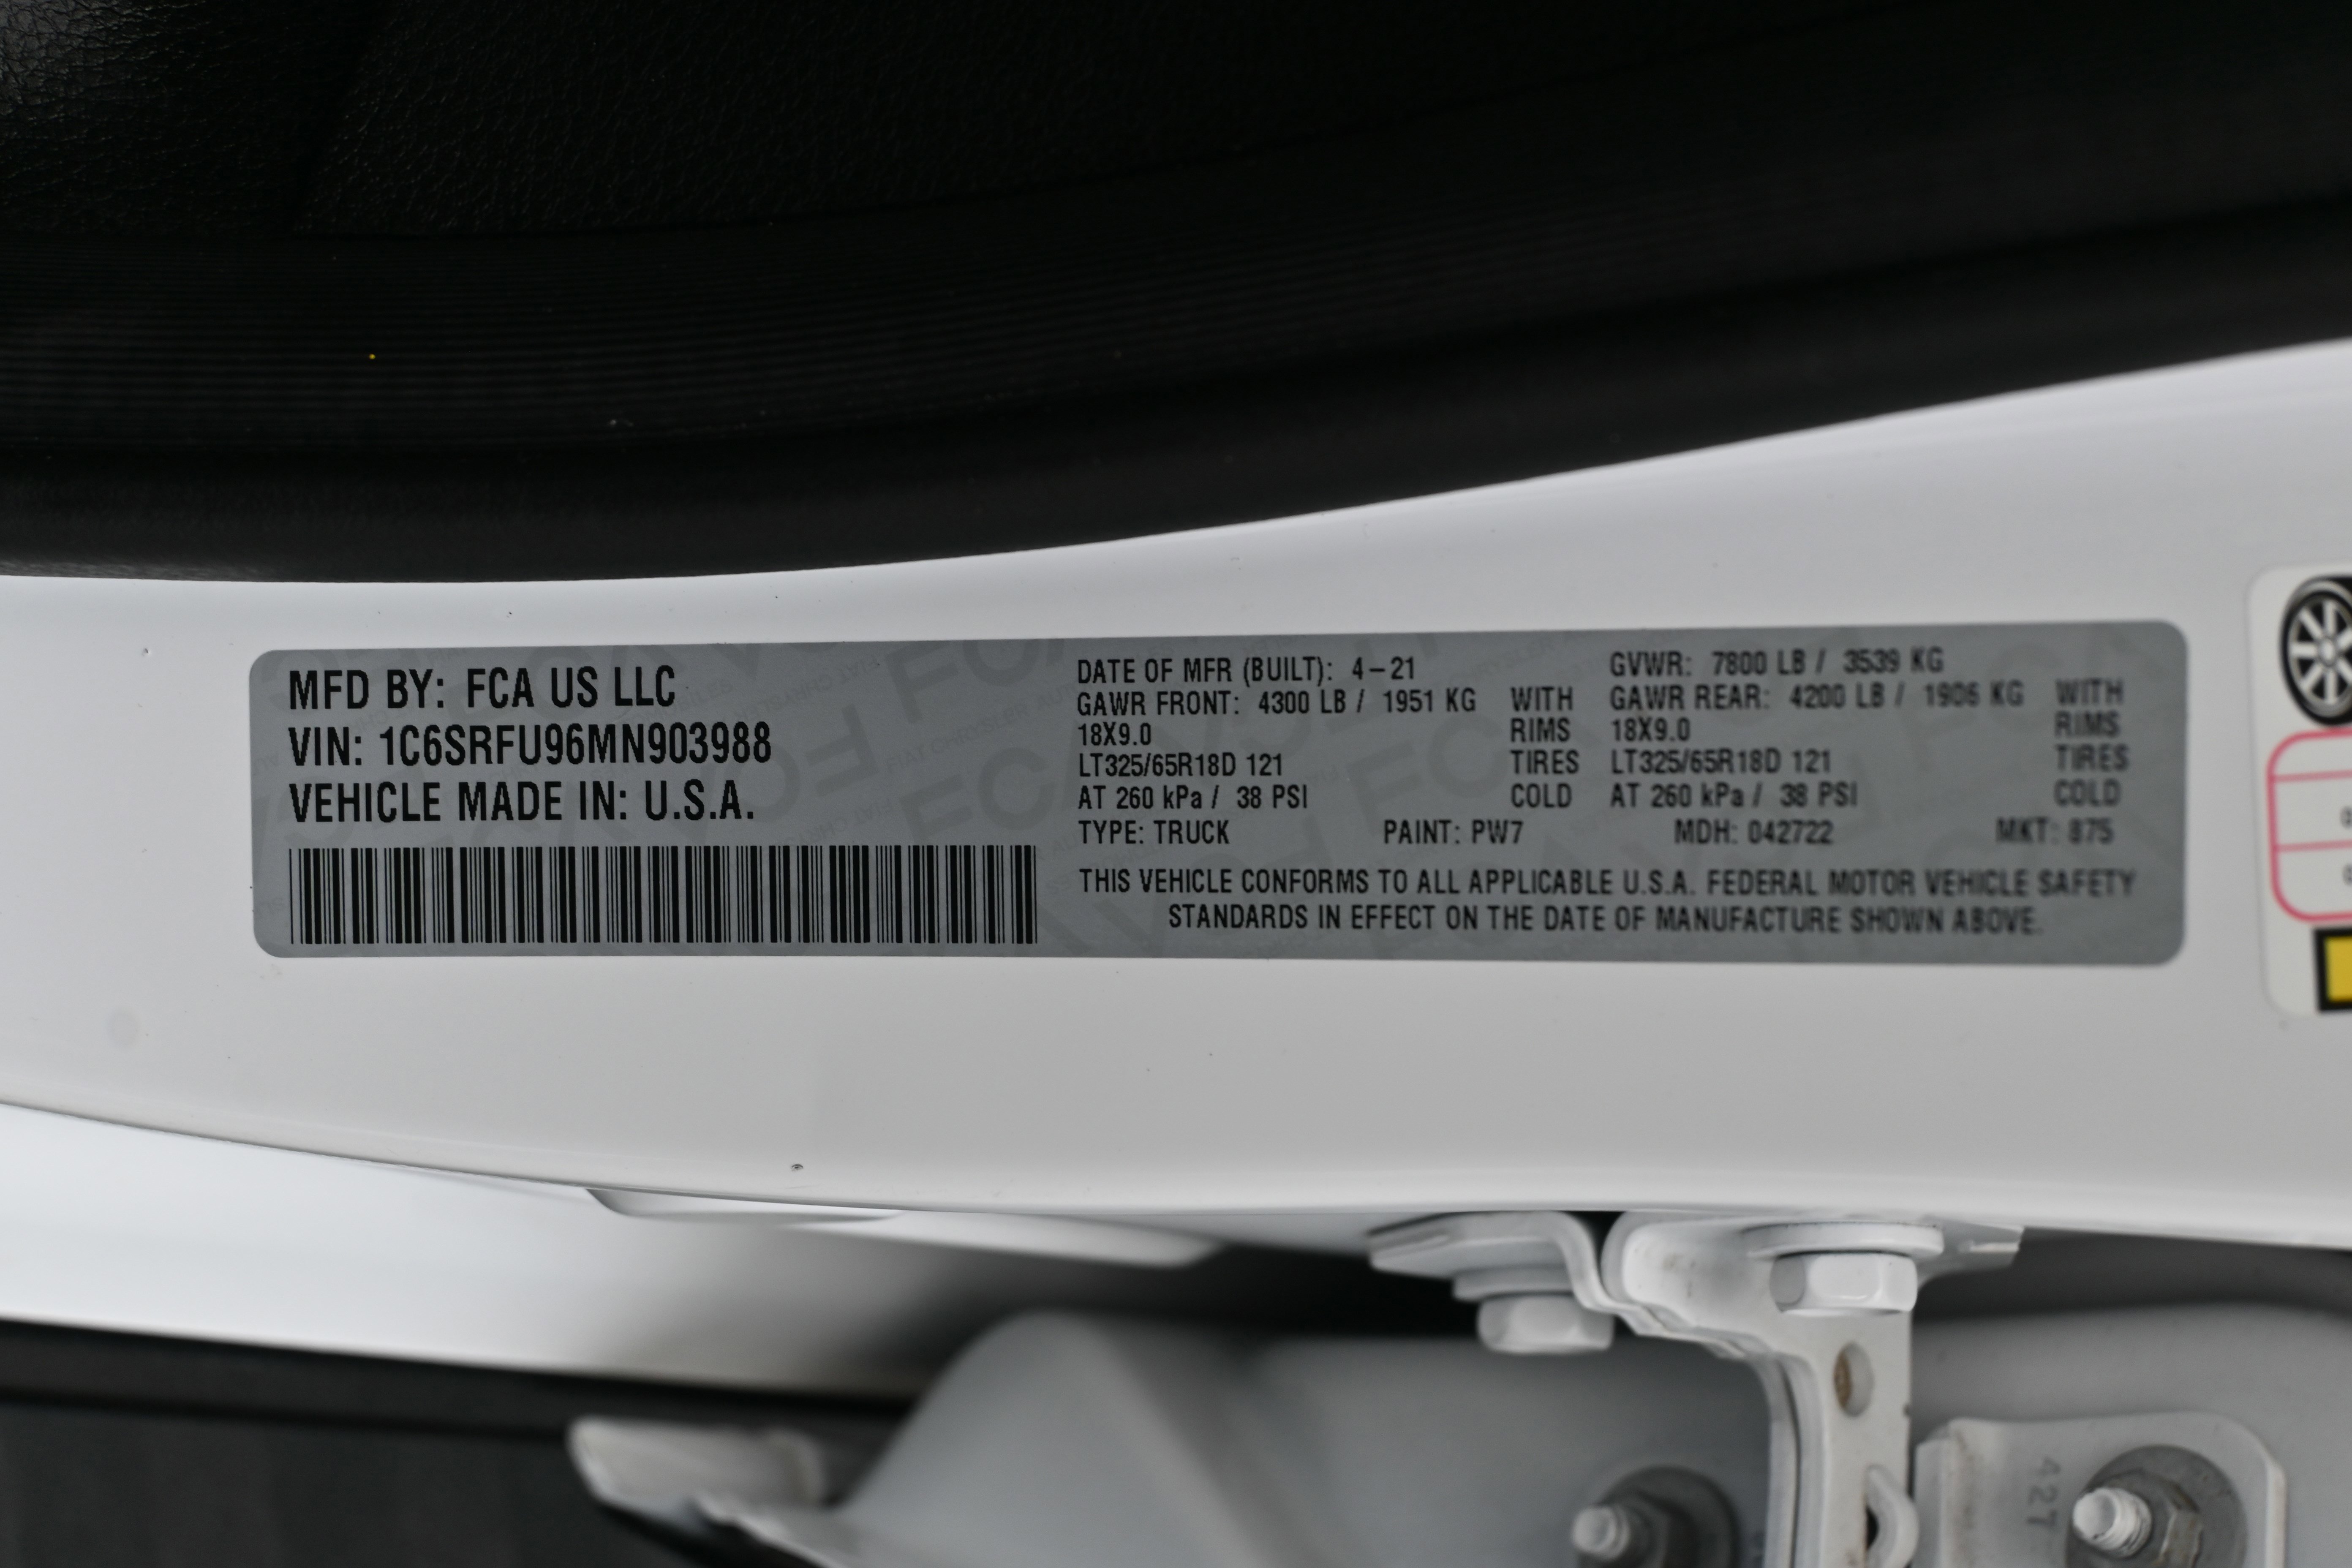 MFD BY: FCA US LLC
VIN: 1C6SRFU96MN903988
VEHICLE MADE IN: U.S.A.
DATE OF MFR (BUILT): 4-21 GVWR: 7800 LB / 3539 KG
GAWR FRONT: 4300 LB / 1951 KG WITH GAWR REAR: 4200 LB / 1906 KG WITH
18X9.0 RIMS 18X9.0 RIMS
LT325/65R18D 121 TIRES LT325/65R18D 121 TIRES
AT 260 kPa / 38 PSI COLD AT 260 kPa / 38 PSI COLD
TYPE: TRUCK PAINT: PW7 MDH: 042722 MKT: 875
THIS VEHICLE CONFORMS TO ALL APPLICABLE U.S.A. FEDERAL MOTOR VEHICLE SAFETY
STANDARDS IN EFFECT ON THE DATE OF MANUFACTURE SHOWN ABOVE.
42T